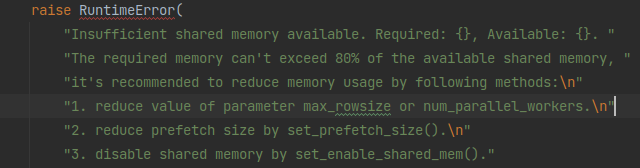 raise RuntimeError(
"Insufficient shared memory available. Required: {}, Available: {}. "
"The required memory can't exceed 80% of the available shared memory, "
"it's recommended to reduce memory usage by following methods:\n"
"1. reduce value of parameter max_rowsize or num_parallel_workers.\n"
"2. reduce prefetch size by set_prefetch_size().\n"
"3. disable shared memory by set_enable_shared_mem()."